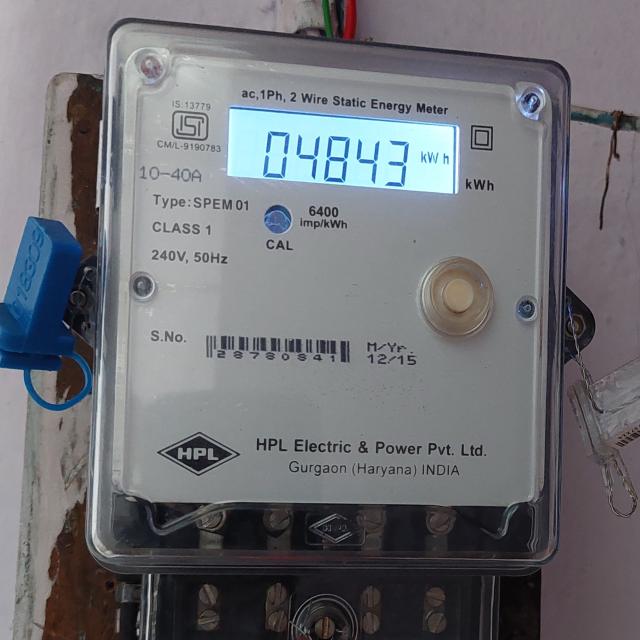 ac,1Ph, 2 Wire Static Energy Meter
IS:13779
ISI
CM/L-9190783
04843 kWh
kWh
10-40A
Type:SPEM 01
CLASS 1
240V, 50Hz
6400
imp/kWh
CAL
S.No.
28790941
M/Yr.
12/15
HPL
HPL Electric & Power Pvt. Ltd.
Gurgaon (Haryana) INDIA